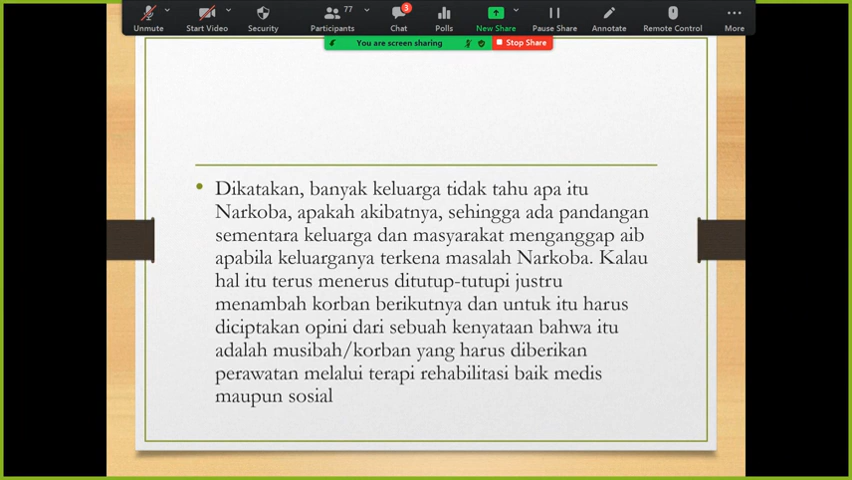 77
3
Unmute
Start Video
Security
Participants
Chat
Polls
New Share
Pause Share
Annotate
Remote Control
More
You are screen sharing
Stop Share
Dikatakan, banyak keluarga tidak tahu apa itu
Narkoba, apakah akibatnya, sehingga ada pandangan
sementara keluarga dan masyarakat menganggap aib
apabila keluarganya terkena masalah Narkoba. Kalau
hal itu terus menerus ditutup-tutupi justru
menambah korban berikutnya dan untuk itu harus
diciptakan opini dari sebuah kenyataan bahwa itu
adalah musibah/korban yang harus diberikan
perawatan melalui terapi rehabilitasi baik medis
maupun sosial